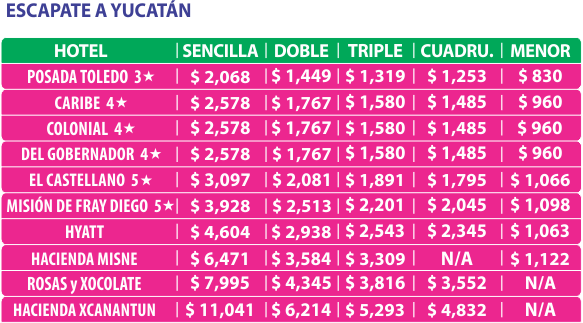 ESCAPATE A YUCATÁN
HOTEL | SENCILLA | DOBLE | TRIPLE | CUADRU. | MENOR
POSADA TOLEDO 3★ | $ 2,068 | $ 1,449 | $ 1,319 | $ 1,253 | $ 830
CARIBE 4★ | $ 2,578 | $ 1,767 | $ 1,580 | $ 1,485 | $ 960
COLONIAL 4★ | $ 2,578 | $ 1,767 | $ 1,580 | $ 1,485 | $ 960
DEL GOBERNADOR 4★ | $ 2,578 | $ 1,767 | $ 1,580 | $ 1,485 | $ 960
EL CASTELLANO 5★ | $ 3,097 | $ 2,081 | $ 1,891 | $ 1,795 | $ 1,066
MISIÓN DE FRAY DIEGO 5★ | $ 3,928 | $ 2,513 | $ 2,201 | $ 2,045 | $ 1,098
HYATT | $ 4,604 | $ 2,938 | $ 2,543 | $ 2,345 | $ 1,063
HACIENDA MISNE | $ 6,471 | $ 3,584 | $ 3,309 | N/A | $ 1,122
ROSAS y XOCOLATE | $ 7,995 | $ 4,345 | $ 3,816 | $ 3,552 | N/A
HACIENDA XCANANTUN | $ 11,041 | $ 6,214 | $ 5,293 | $ 4,832 | N/A